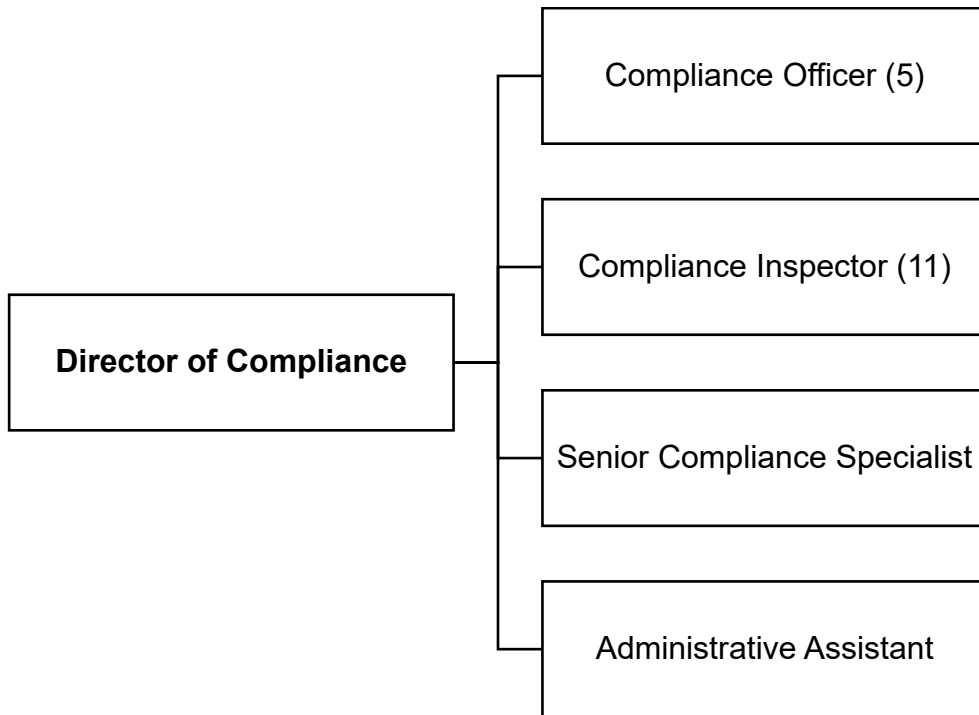 Compliance Officer (5)
Compliance Inspector (11)
Director of Compliance
Senior Compliance Specialist
Administrative Assistant